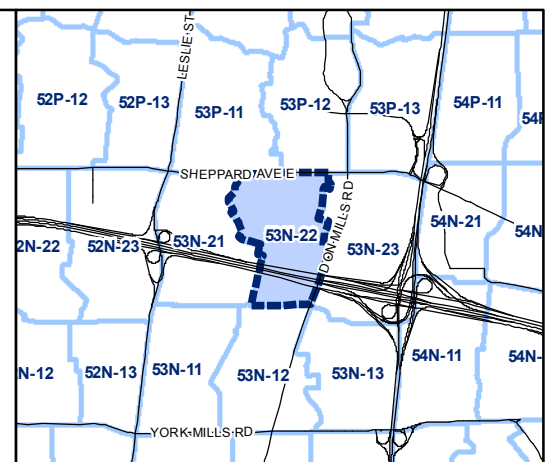 LESLIE ST
52P-12
52P-13
53P-11
53P-12
53P-13
54P-11
54P
SHEPPARD AVE E
DON MILLS RD
2N-22
52N-23
53N-21
53N-22
53N-23
54N-21
54N
N-12
52N-13
53N-11
53N-12
53N-13
54N-11
54N-
YORK MILLS RD